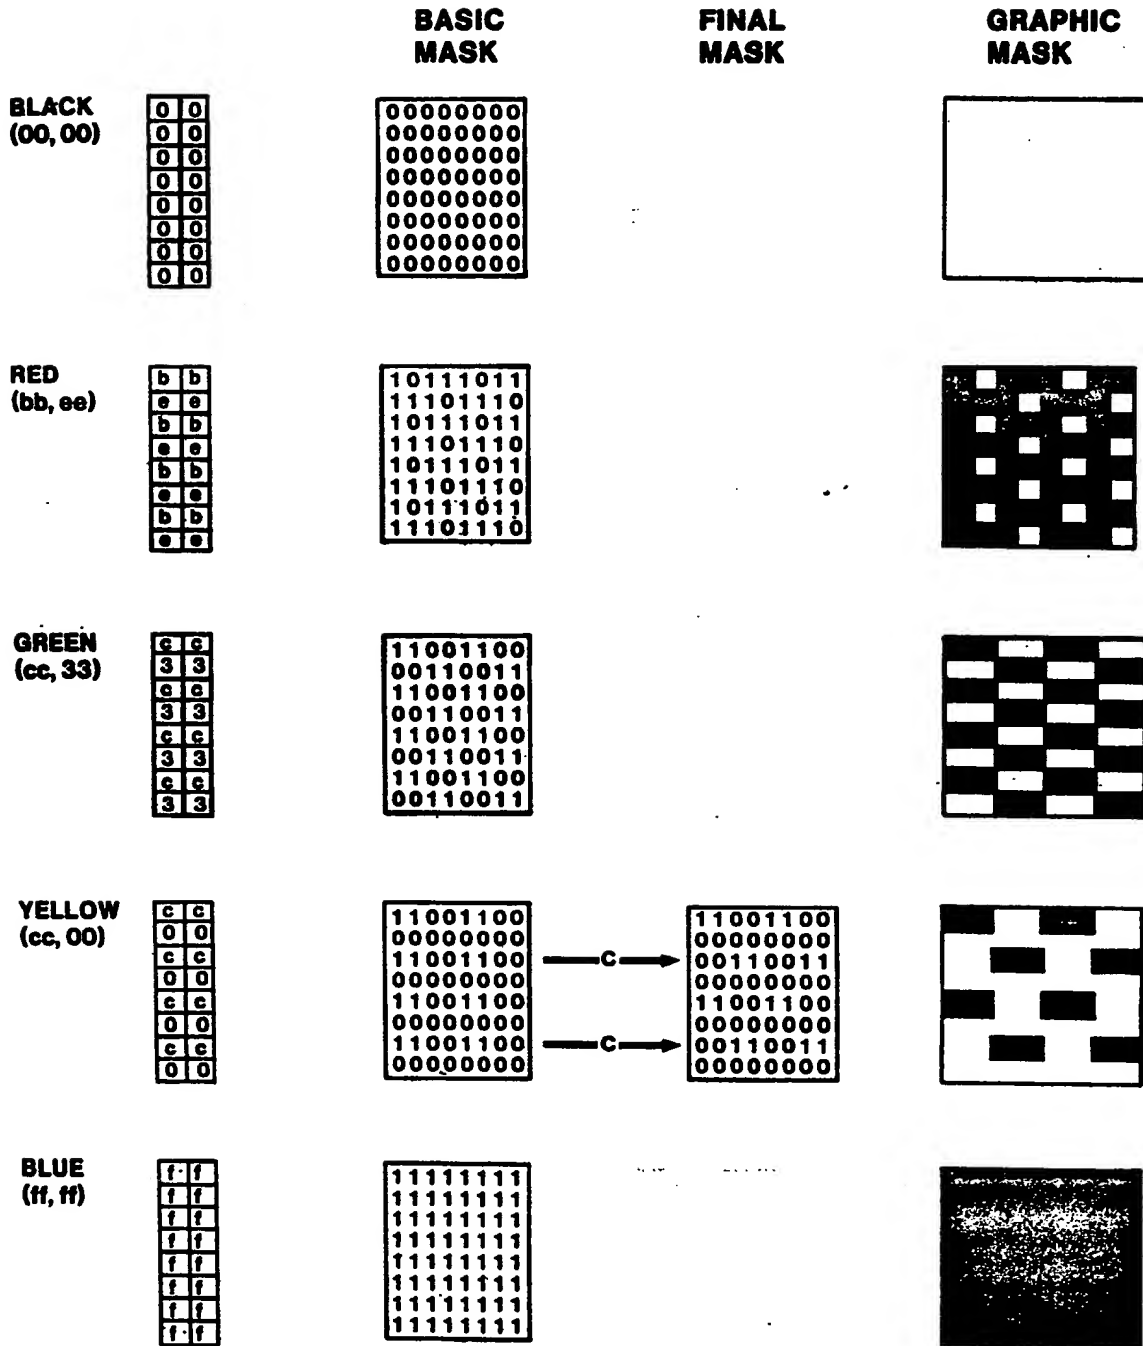 BASIC MASK
FINAL MASK
GRAPHIC MASK
BLACK
(00, 00)
0 0
0 0
0 0
0 0
0 0
0 0
0 0
0 0
00000000
00000000
00000000
00000000
00000000
00000000
00000000
00000000
RED
(bb, ee)
b b
e e
b b
e e
b b
e e
b b
e e
10111011
11101110
10111011
11101110
10111011
11101110
10111011
11101110
GREEN
(cc, 33)
c c
3 3
c c
3 3
c c
3 3
c c
3 3
11001100
00110011
11001100
00110011
11001100
00110011
11001100
00110011
YELLOW
(cc, 00)
c c
0 0
c c
0 0
c c
0 0
c c
0 0
11001100
00000000
11001100
00000000
11001100
00000000
11001100
00000000
C
C
11001100
00000000
00110011
00000000
11001100
00000000
00110011
00000000
BLUE
(ff, ff)
f f
f f
f f
f f
f f
f f
f f
f f
11111111
11111111
11111111
11111111
11111111
11111111
11111111
11111111